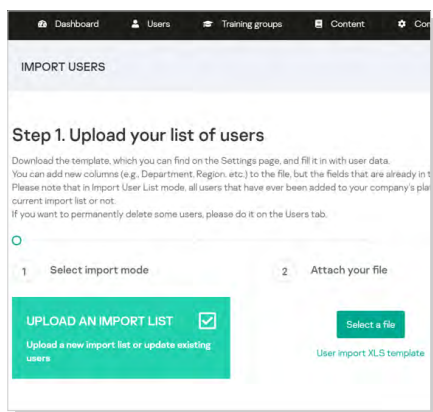 Dashboard Users Training groups Content Con
IMPORT USERS
Step 1. Upload your list of users
Download the template, which you can find on the Settings page, and fill it in with user data.
You can add new columns (e.g., Department, Region, etc.) to the file, but the fields that are already in t
Please note that in Import User List mode, all users that have ever been added to your company's pla
current import list or not.
If you want to permanently delete some users, please do it on the Users tab.
1 Select import mode
2 Attach your file
UPLOAD AN IMPORT LIST
Upload a new import list or update existing
users
Select a file
User import XLS template